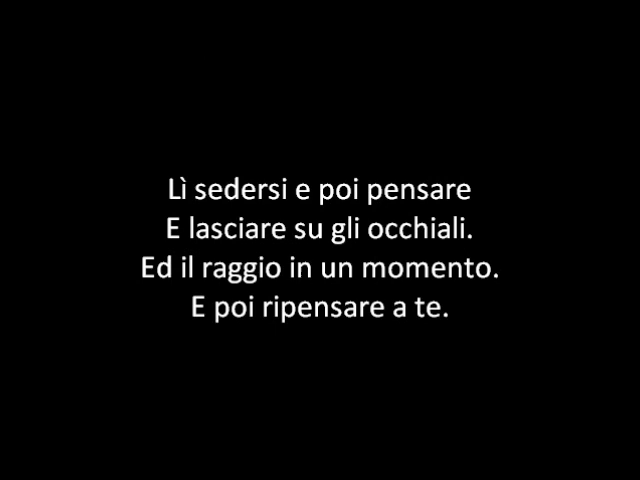 Lì sedersi e poi pensare
E lasciare su gli occhiali.
Ed il raggio in un momento.
E poi ripensare a te.